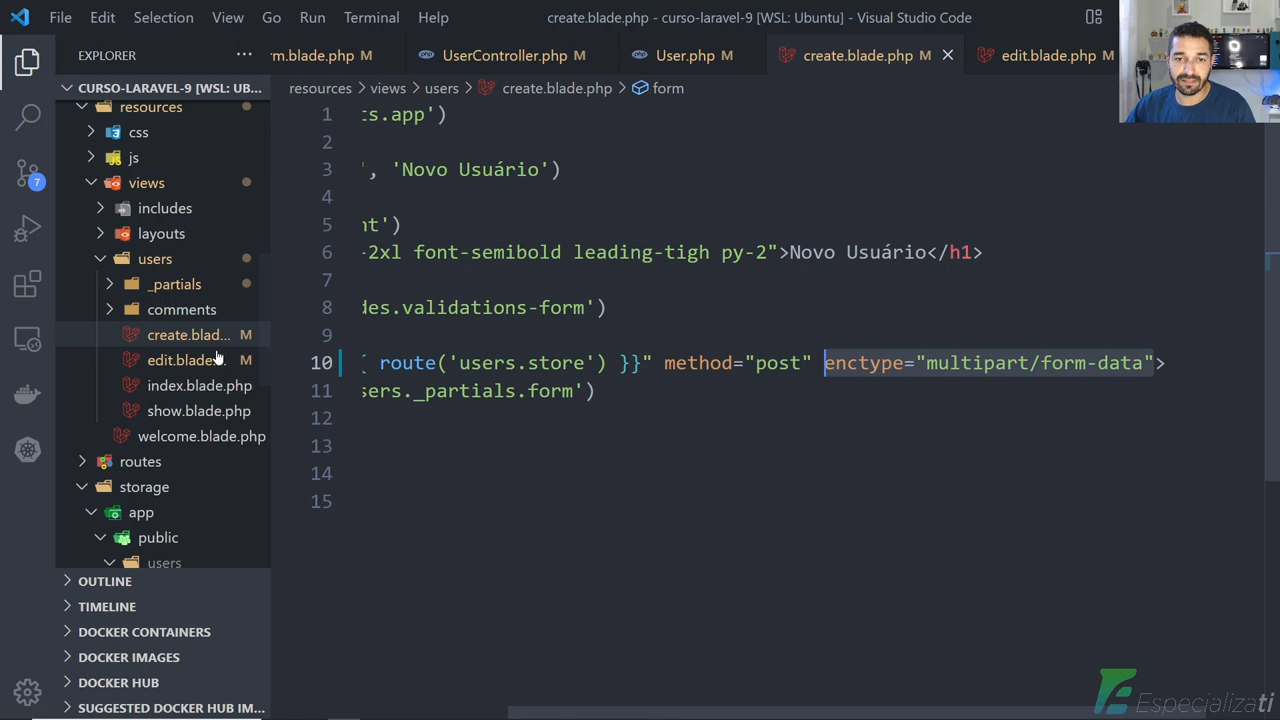 File Edit Selection View Go Run Terminal Help create.blade.php - curso-laravel-9 [WSL: Ubuntu] - Visual Studio Code
EXPLORER ··· rm.blade.php M UserController.php M User.php M create.blade.php M edit.blade.php M
CURSO-LARAVEL-9 [WSL: UB... resources > views > users > create.blade.php > form
resources
css
js
views
includes
layouts
users
_partials
comments
create.blad... M
edit.blade... M
index.blade.php
show.blade.php
welcome.blade.php
routes
storage
app
public
users
OUTLINE
TIMELINE
DOCKER CONTAINERS
DOCKER IMAGES
DOCKER HUB
SUGGESTED DOCKER HUB IM...
7
1 ts.app')
2
3 ', 'Novo Usuário')
4
5 nt')
6 -2xl font-semibold leading-tigh py-2">Novo Usuário</h1>
7
8 des.validations-form')
9
10 { route('users.store') }}" method="post" enctype="multipart/form-data">
11 sers._partials.form')
12
13
14
15
Especializati